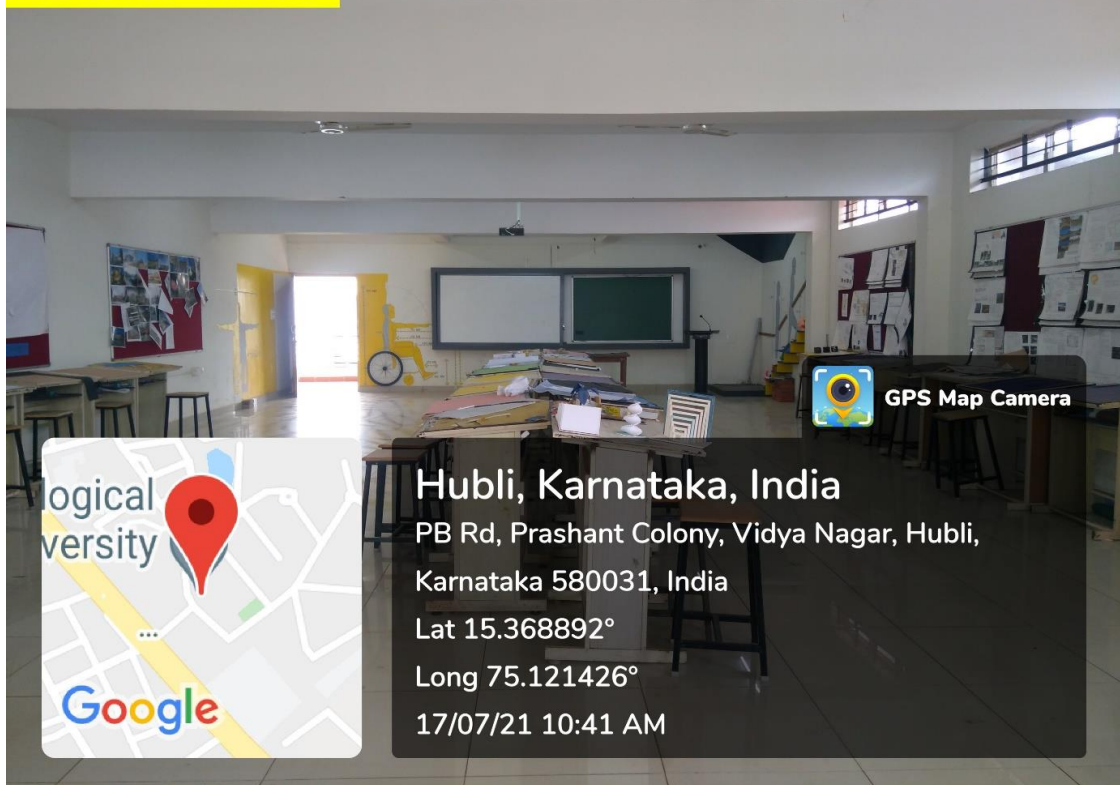 GPS Map Camera
logical
versity
...
Google
Hubli, Karnataka, India
PB Rd, Prashant Colony, Vidya Nagar, Hubli,
Karnataka 580031, India
Lat 15.368892°
Long 75.121426°
17/07/21 10:41 AM